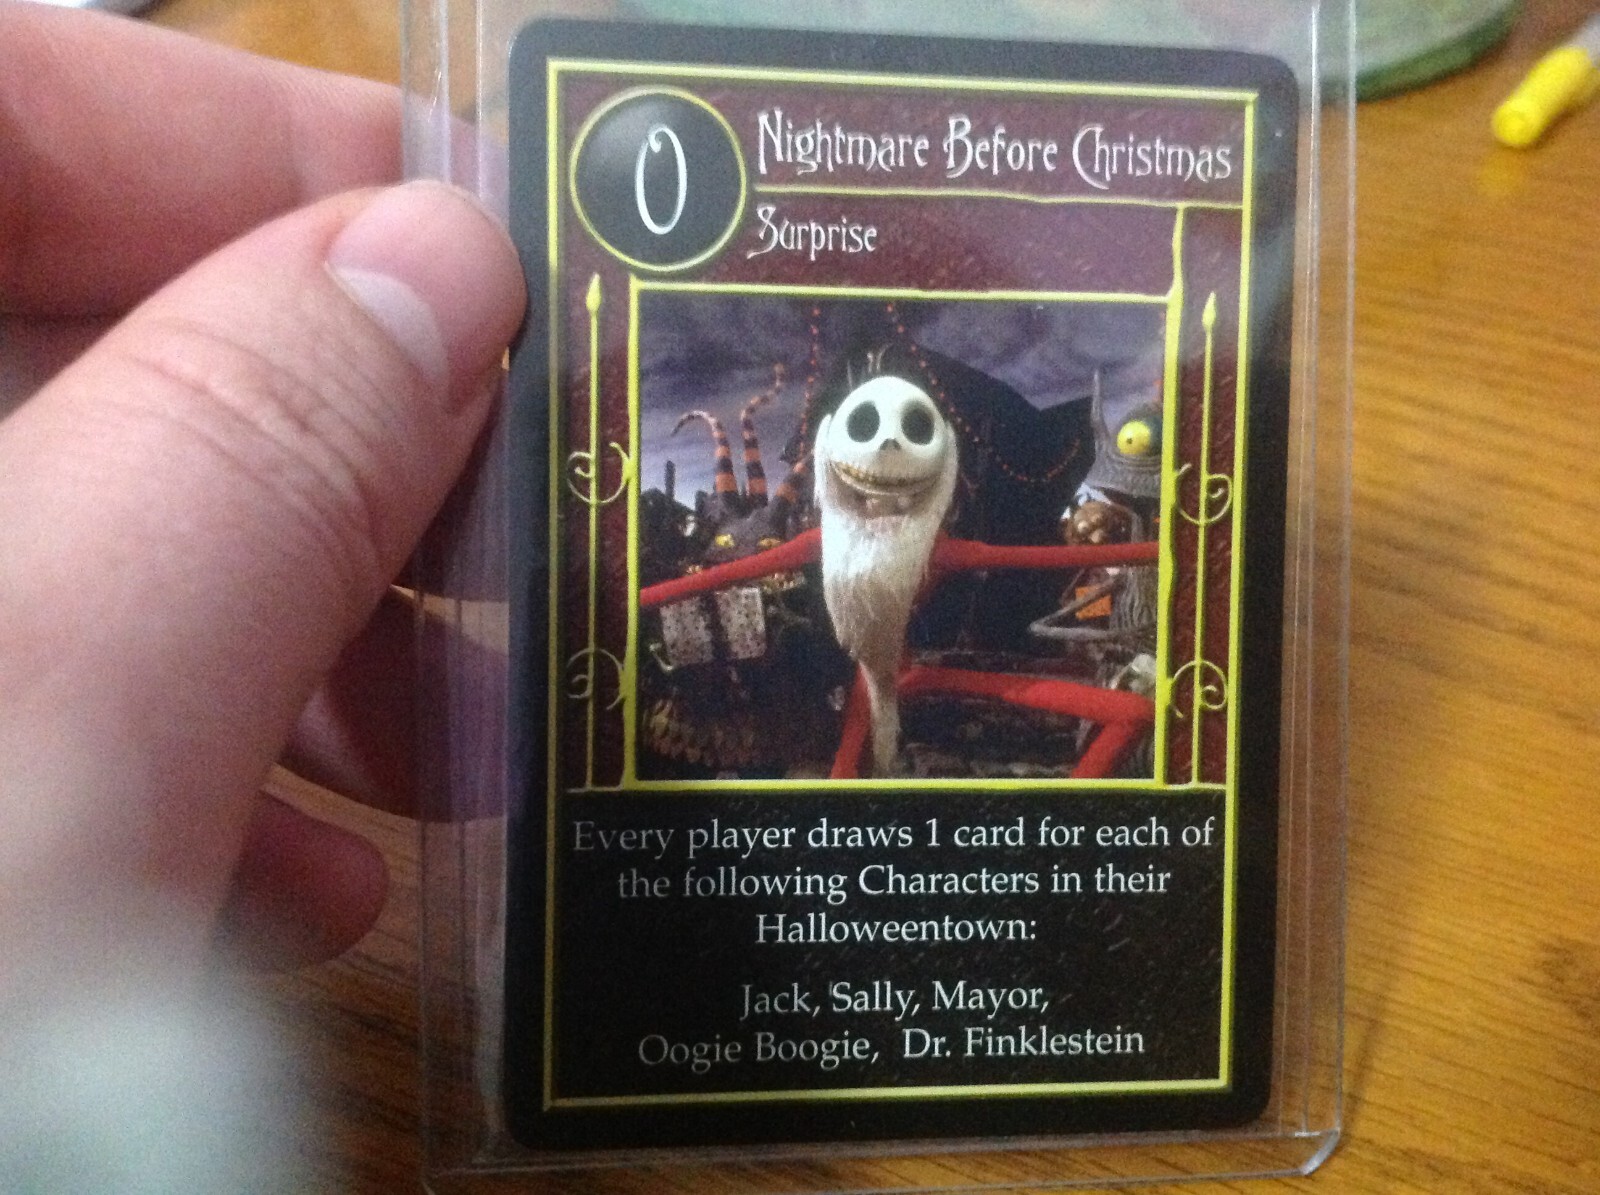 0
Nightmare Before Christmas
Surprise
Every player draws 1 card for each of
the following Characters in their
Halloweentown:
Jack, Sally, Mayor,
Oogie Boogie, Dr. Finklestein